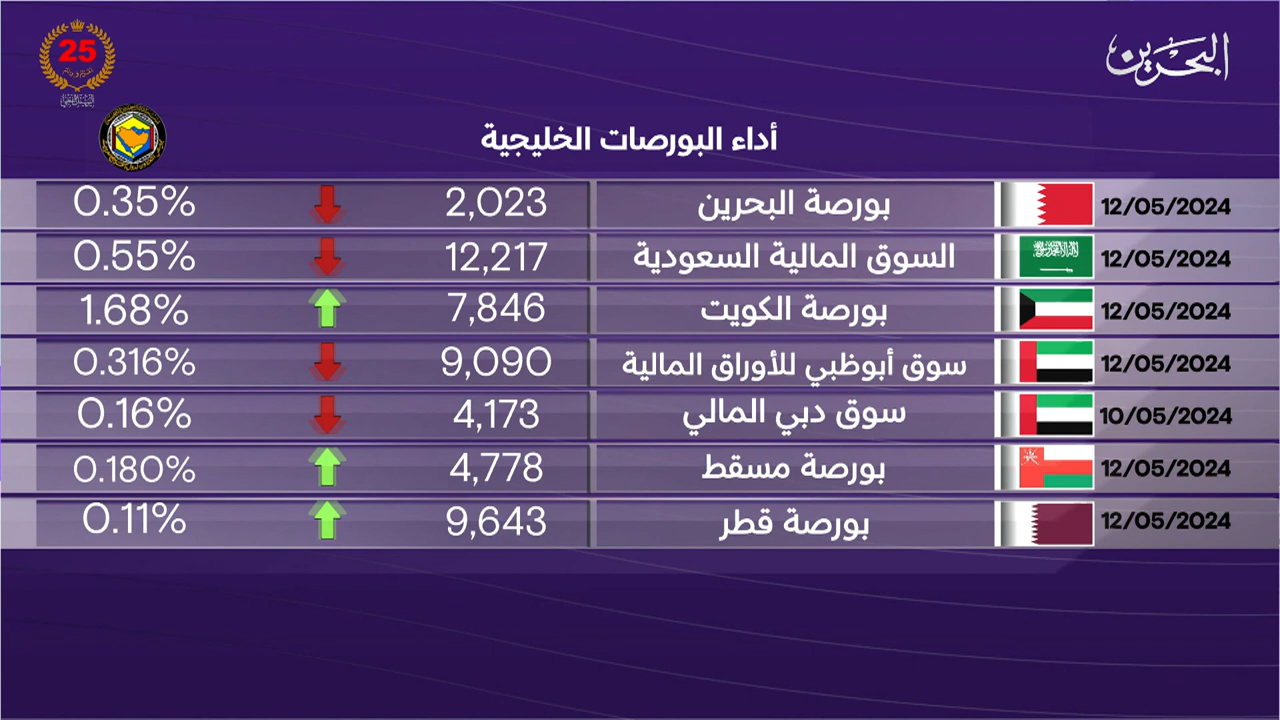 البحرين
25
أداء البورصات الخليجية
12/05/2024 بورصة البحرين 2,023 0.35%
12/05/2024 السوق المالية السعودية 12,217 0.55%
12/05/2024 بورصة الكويت 7,846 1.68%
12/05/2024 سوق أبوظبي للأوراق المالية 9,090 0.316%
10/05/2024 سوق دبي المالي 4,173 0.16%
12/05/2024 بورصة مسقط 4,778 0.180%
12/05/2024 بورصة قطر 9,643 0.11%